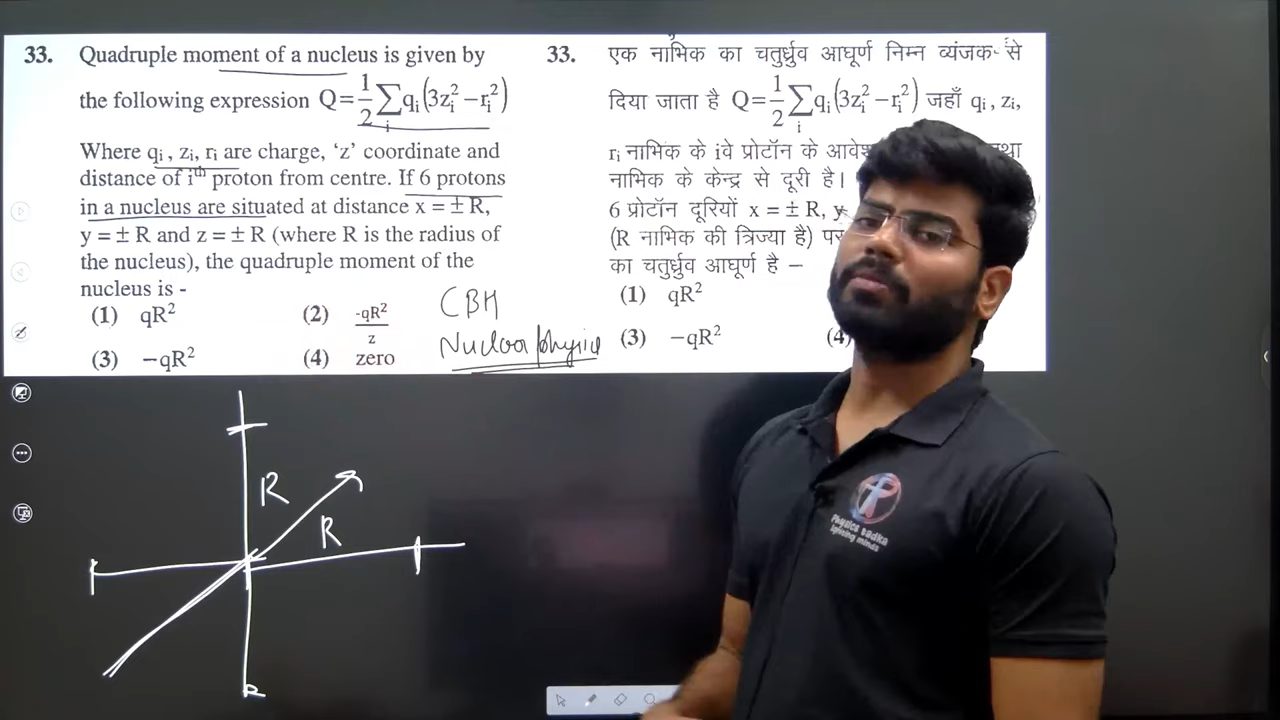 33. Quadruple moment of a nucleus is given by
the following expression Q=1/2 ∑i qi(3zi²−ri²)
Where qi, zi, ri are charge, ‘z’ coordinate and
distance of ith proton from centre. If 6 protons
in a nucleus are situated at distance x = ± R,
y = ± R and z = ± R (where R is the radius of
the nucleus), the quadruple moment of the
nucleus is -
(1) qR² (2) -qR²/z
(3) −qR² (4) zero
CBH
Nuclear physics
33. एक नाभिक का चतुर्ध्रुव आघूर्ण निम्न व्यंजक से
दिया जाता है Q=1/2 ∑i qi(3zi²−ri²) जहाँ qi, zi,
ri नाभिक के iवे प्रोटॉन के
नाभिक के केन्द्र से दूरी है।
6 प्रोटॉन दूरियों x = ± R, y
(R नाभिक की त्रिज्या है)
का चतुर्ध्रुव आघूर्ण है –
(1) qR²
(3) −qR² (4)
R
R
Physics Sadka